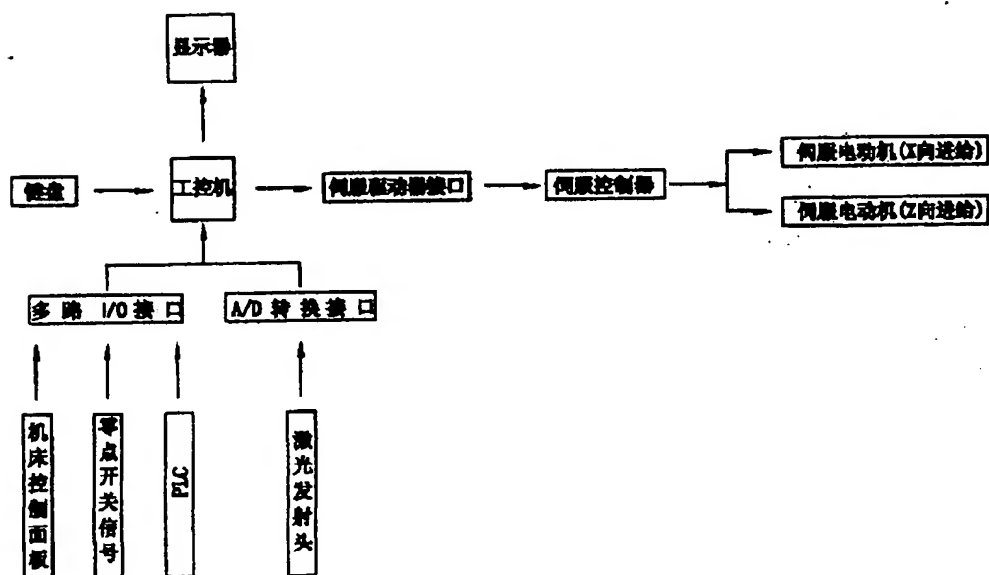 显示器
伺服电动机(X向进给)
键盘
工控机
伺服驱动器接口
伺服控制器
伺服电动机(Z向进给)
多路 I/O接口
A/D转换接口
机床控制面板
零点开关信号
PLC
激光发射头